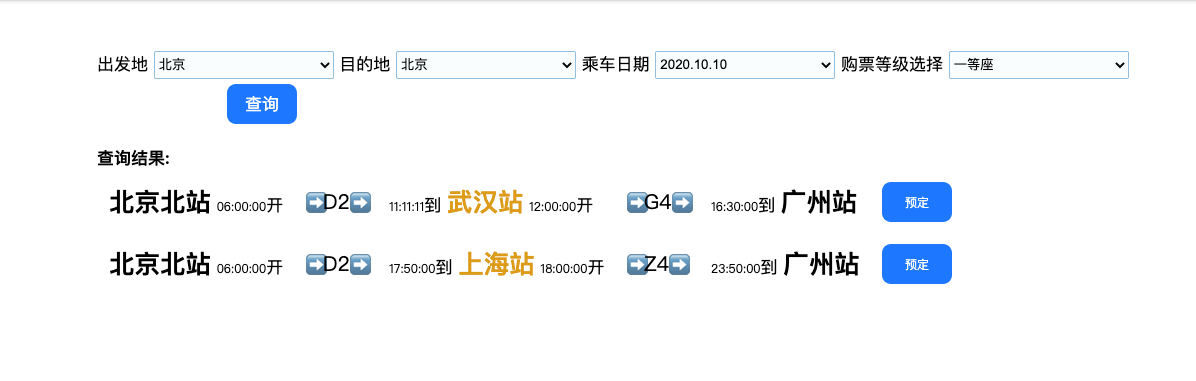 出发地 北京 目的地 北京 乘车日期 2020.10.10 购票等级选择 一等座
查询
查询结果:
北京北站 06:00:00开 ➡️D2➡️ 11:11:11到 武汉站 12:00:00开 ➡️G4➡️ 16:30:00到 广州站 预定
北京北站 06:00:00开 ➡️D2➡️ 17:50:00到 上海站 18:00:00开 ➡️Z4➡️ 23:50:00到 广州站 预定